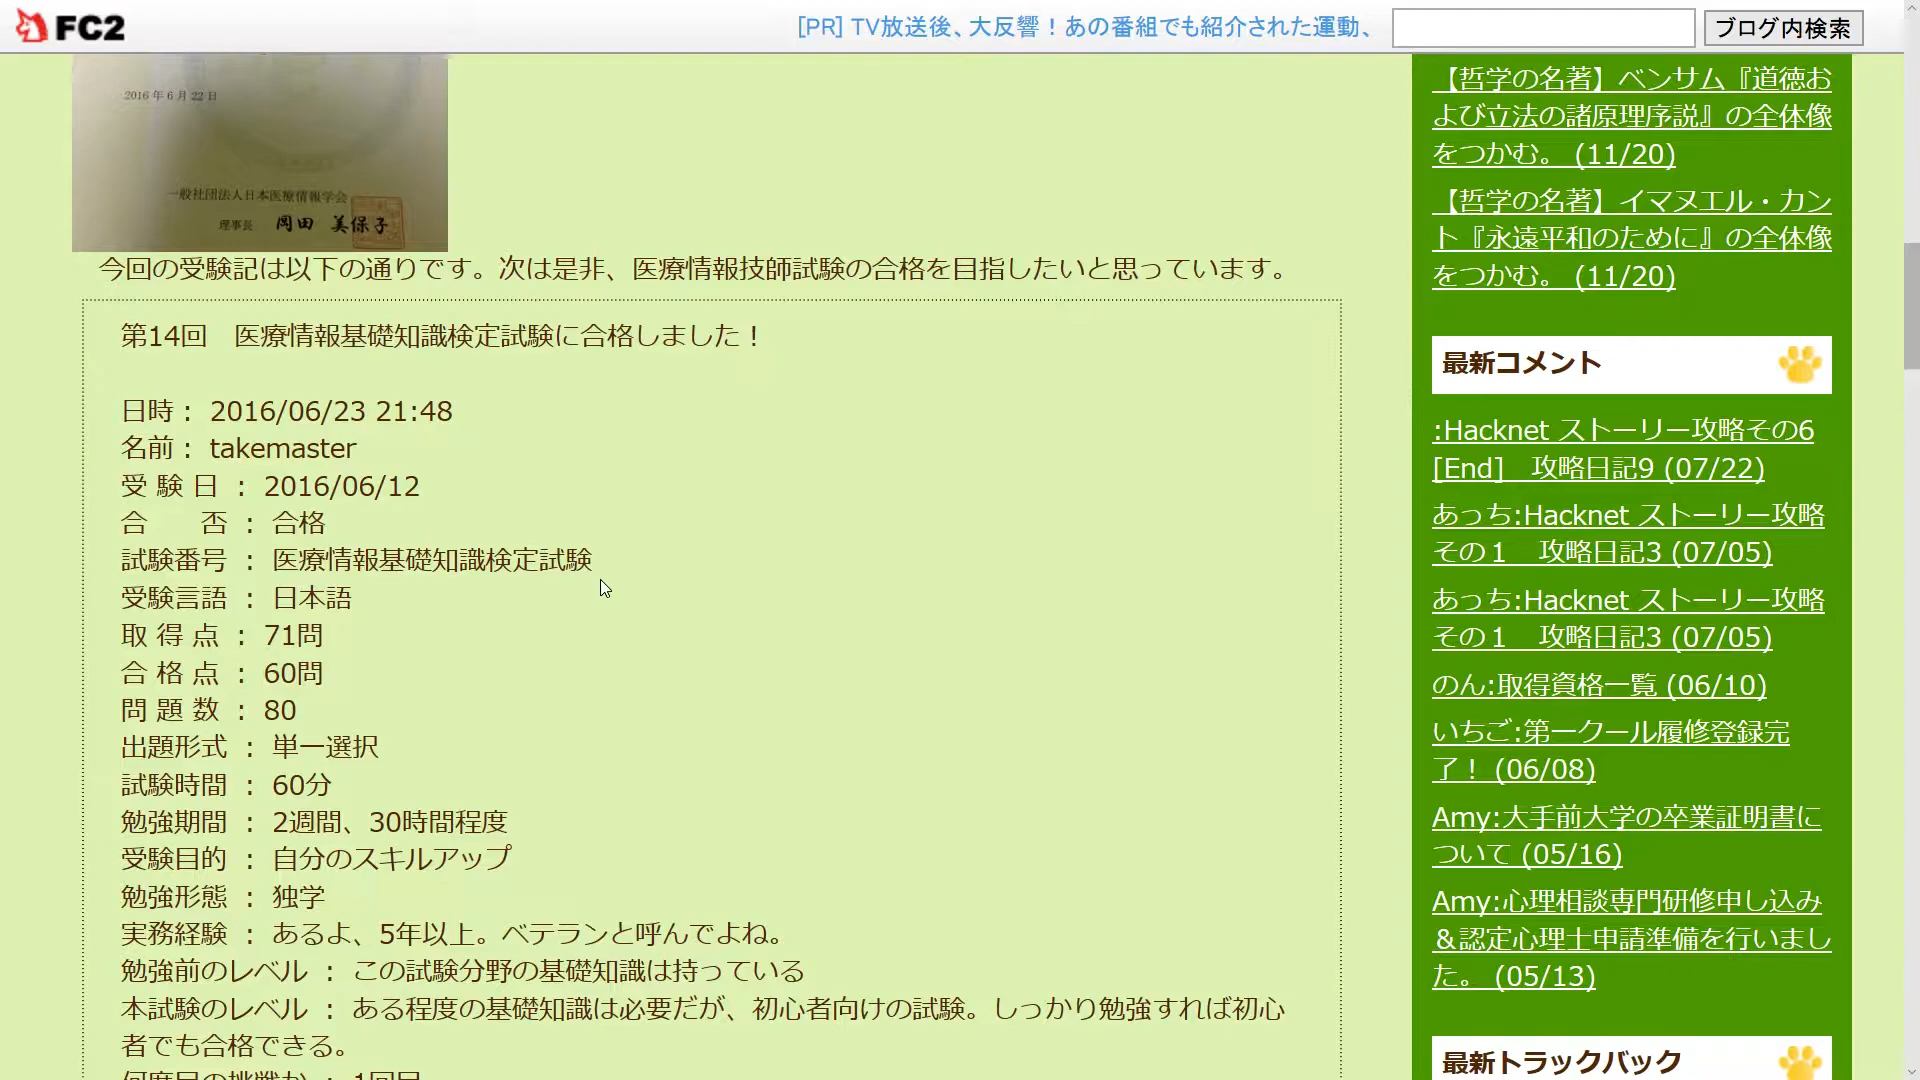 FC2
[PR] TV放送後、大反響！あの番組でも紹介された運動、
ブログ内検索
2016年6月22日
一般社団法人日本医療情報学会
理事長 岡田 美保子
今回の受験記は以下の通りです。次は是非、医療情報技師試験の合格を目指したいと思っています。
第14回　医療情報基礎知識検定試験に合格しました！
日時： 2016/06/23 21:48
名前： takemaster
受 験 日 ： 2016/06/12
合　　否 ： 合格
試験番号 ： 医療情報基礎知識検定試験
受験言語 ： 日本語
取 得 点 ： 71問
合 格 点 ： 60問
問 題 数 ： 80
出題形式 ： 単一選択
試験時間 ： 60分
勉強期間 ： 2週間、30時間程度
受験目的 ： 自分のスキルアップ
勉強形態 ： 独学
実務経験 ： あるよ、5年以上。ベテランと呼んでよね。
勉強前のレベル ： この試験分野の基礎知識は持っている
本試験のレベル ： ある程度の基礎知識は必要だが、初心者向けの試験。しっかり勉強すれば初心
者でも合格できる。
何度目の挑戦か ： 1回目
【哲学の名著】ベンサム『道徳お
よび立法の諸原理序説』の全体像
をつかむ。 (11/20)
【哲学の名著】イマヌエル・カン
ト『永遠平和のために』の全体像
をつかむ。 (11/20)
最新コメント
:Hacknet ストーリー攻略その6
[End]　攻略日記9 (07/22)
あっち:Hacknet ストーリー攻略
その１　攻略日記3 (07/05)
あっち:Hacknet ストーリー攻略
その１　攻略日記3 (07/05)
のん:取得資格一覧 (06/10)
いちご:第一クール履修登録完
了！ (06/08)
Amy:大手前大学の卒業証明書に
ついて (05/16)
Amy:心理相談専門研修申し込み
＆認定心理士申請準備を行いまし
た。 (05/13)
最新トラックバック